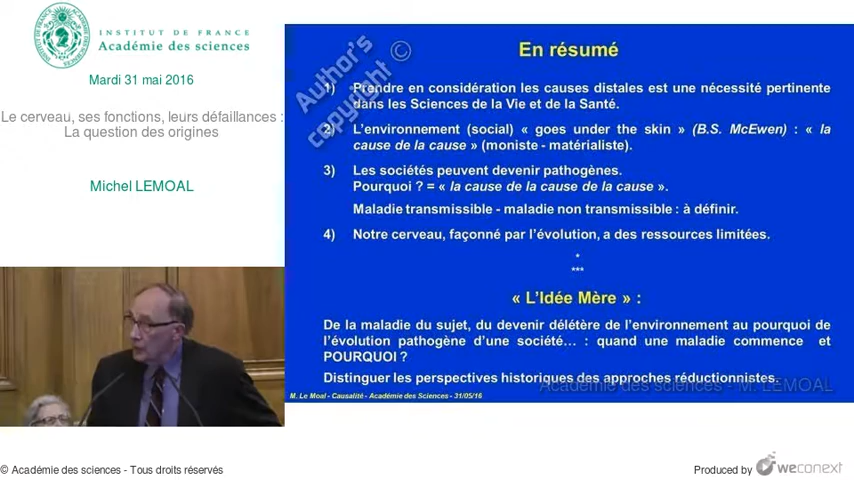 INSTITUT DE FRANCE
Académie des sciences
Mardi 31 mai 2016
Le cerveau, ses fonctions, leurs défaillances :
La question des origines
Michel LEMOAL
Author's
copyright ©
En résumé
1) Prendre en considération les causes distales est une nécessité pertinente
dans les Sciences de la Vie et de la Santé.
2) L'environnement (social) « goes under the skin » (B.S. McEwen) : « la
cause de la cause » (moniste - matérialiste).
3) Les sociétés peuvent devenir pathogènes.
Pourquoi ? = « la cause de la cause de la cause ».
Maladie transmissible - maladie non transmissible : à définir.
4) Notre cerveau, façonné par l'évolution, a des ressources limitées.
*
***
« L'Idée Mère » :
De la maladie du sujet, du devenir délétère de l'environnement au pourquoi de
l'évolution pathogène d'une société… : quand une maladie commence et
POURQUOI ?
Distinguer les perspectives historiques des approches réductionnistes.
Académie des sciences - M. LEMOAL
M. Le Moal - Causalité - Académie des Sciences - 31/05/16
© Académie des sciences - Tous droits réservés
Produced by weconext